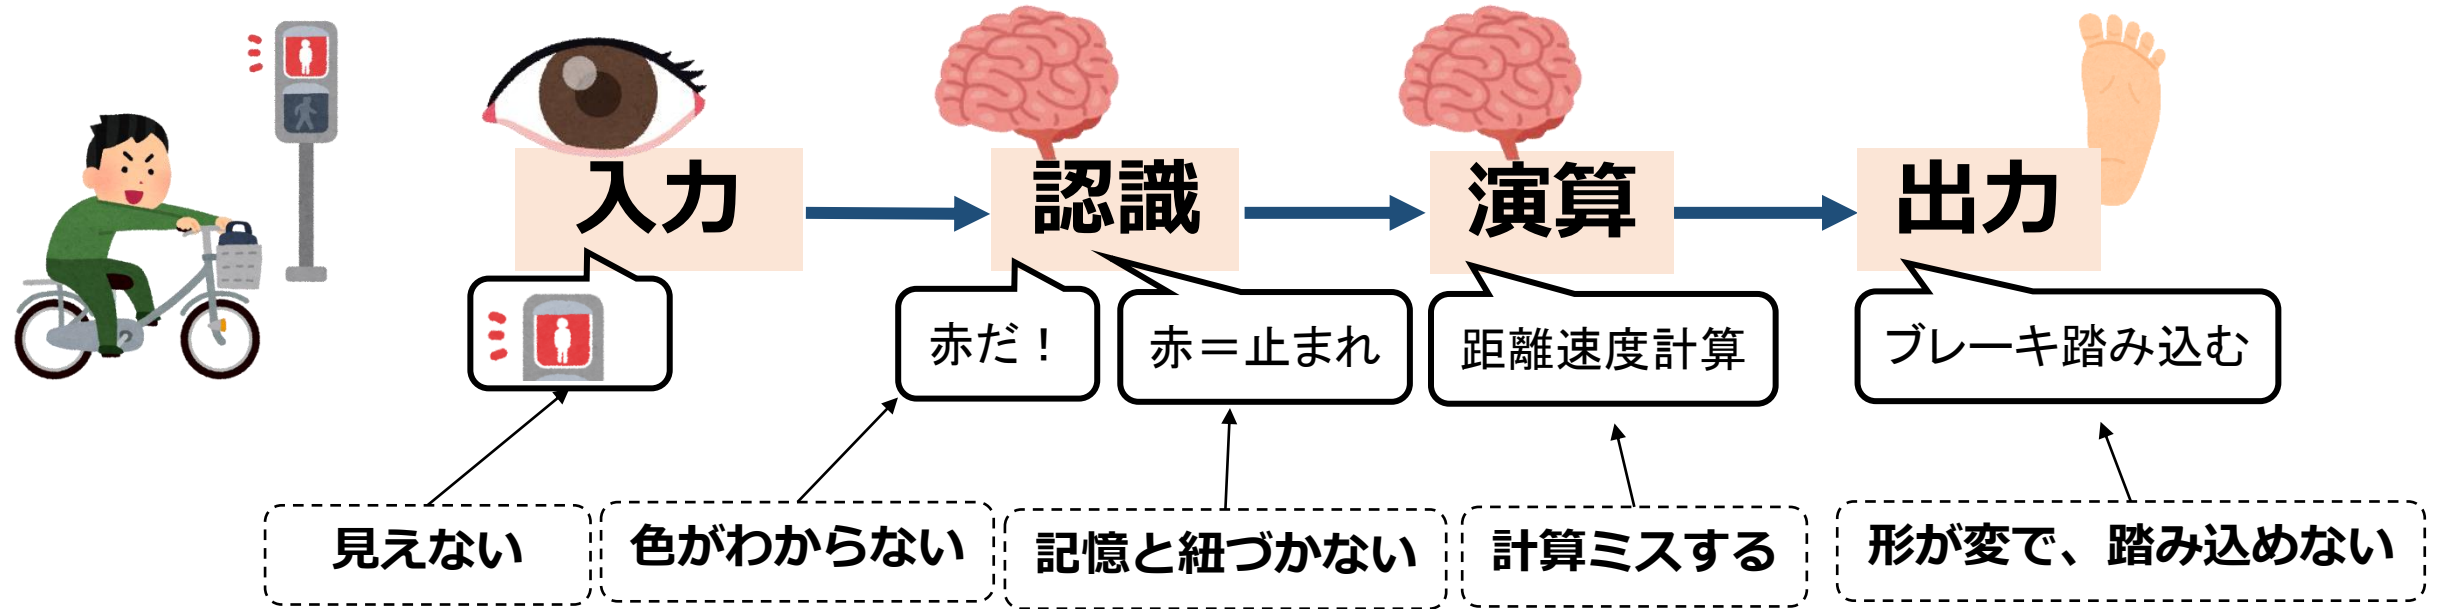 入力
認識
演算
出力
赤だ！
赤＝止まれ
距離速度計算
ブレーキ踏み込む
見えない
色がわからない
記憶と紐づかない
計算ミスする
形が変で、踏み込めない